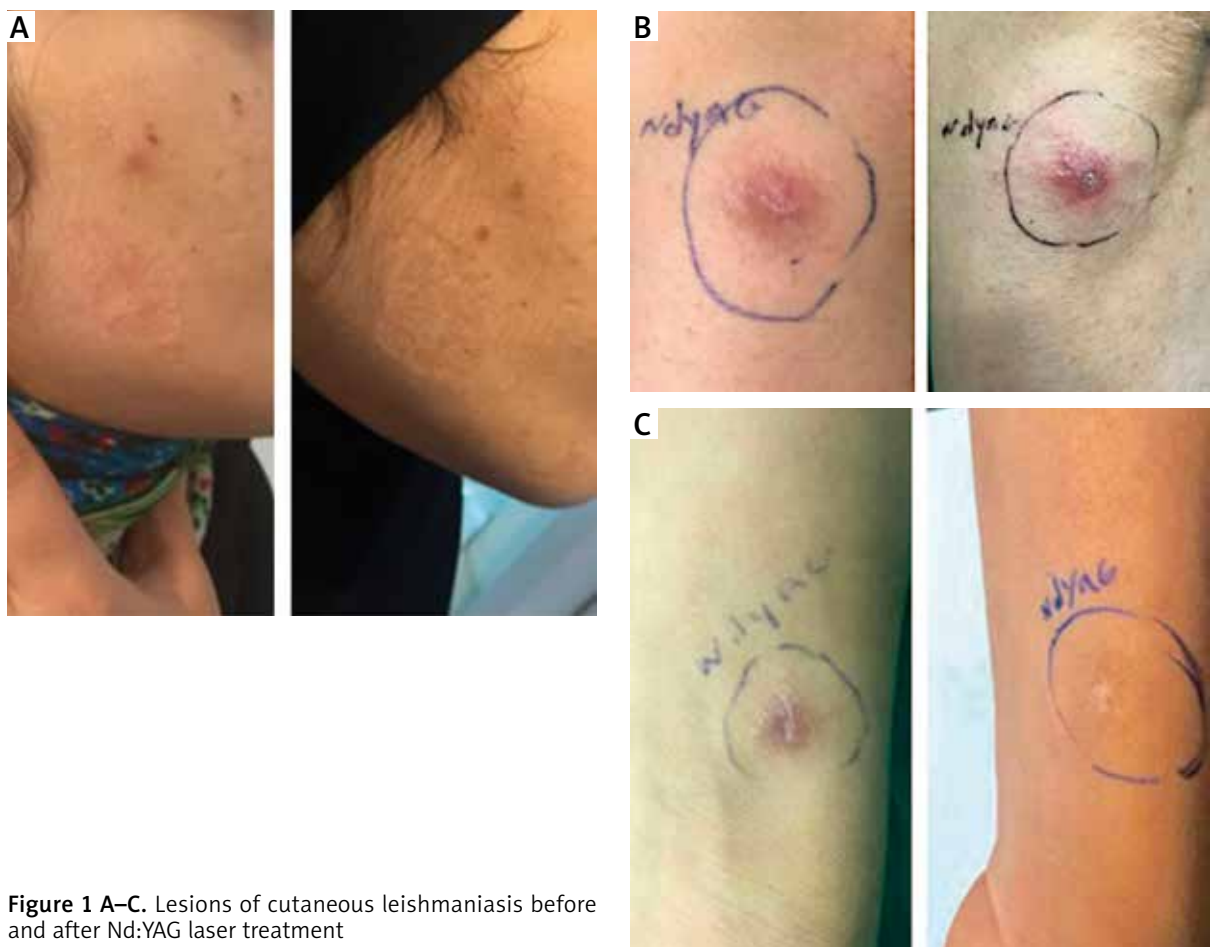 A
B
NdyAG
NdyAG
C
NdyAG
NdyAG
Figure 1 A–C. Lesions of cutaneous leishmaniasis before
and after Nd:YAG laser treatment